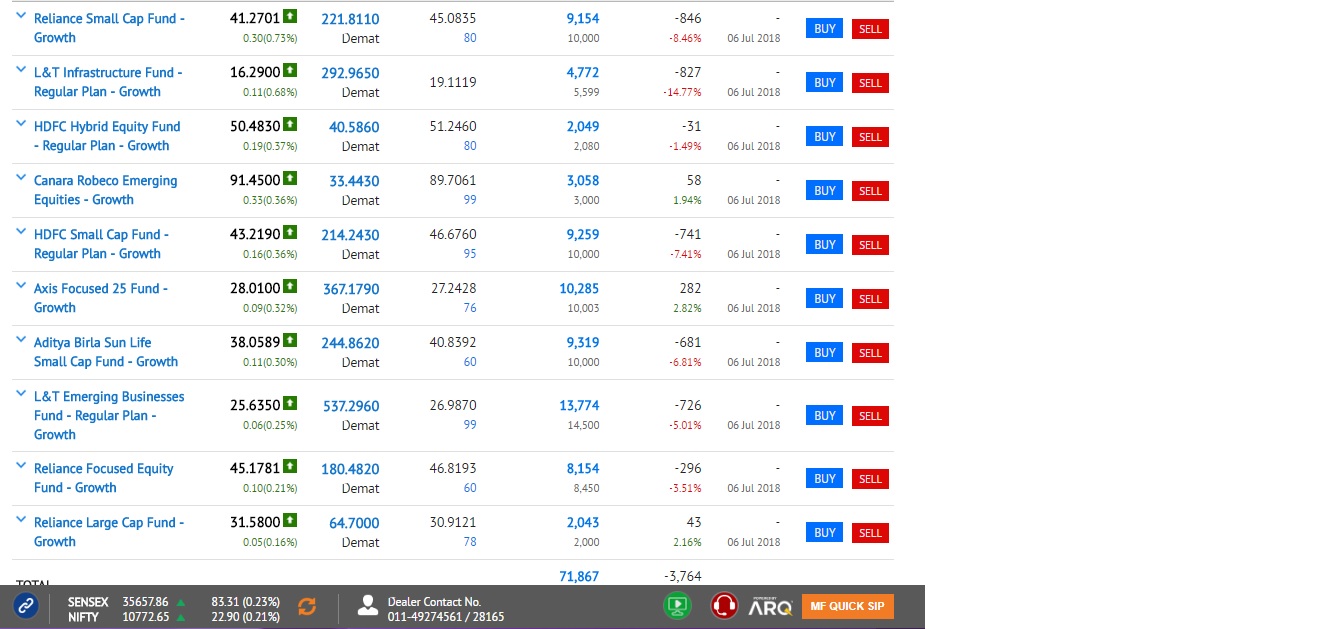 Reliance Small Cap Fund - 41.2701 221.8110 45.0835 9,154 -846 -
Growth 0.30(0.73%) Demat 80 10,000 -8.46% 06 Jul 2018 BUY SELL
L&T Infrastructure Fund - 16.2900 292.9650 19.1119 4,772 -827 -
Regular Plan - Growth 0.11(0.68%) Demat 5,599 -14.77% 06 Jul 2018 BUY SELL
HDFC Hybrid Equity Fund 50.4830 40.5860 51.2460 2,049 -31 -
- Regular Plan - Growth 0.19(0.37%) Demat 80 2,080 -1.49% 06 Jul 2018 BUY SELL
Canara Robeco Emerging 91.4500 33.4430 89.7061 3,058 58 -
Equities - Growth 0.33(0.36%) Demat 99 3,000 1.94% 06 Jul 2018 BUY SELL
HDFC Small Cap Fund - 43.2190 214.2430 46.6760 9,259 -741 -
Regular Plan - Growth 0.16(0.36%) Demat 95 10,000 -7.41% 06 Jul 2018 BUY SELL
Axis Focused 25 Fund - 28.0100 367.1790 27.2428 10,285 282 -
Growth 0.09(0.32%) Demat 76 10,003 2.82% 06 Jul 2018 BUY SELL
Aditya Birla Sun Life 38.0589 244.8620 40.8392 9,319 -681 -
Small Cap Fund - Growth 0.11(0.30%) Demat 60 10,000 -6.81% 06 Jul 2018 BUY SELL
L&T Emerging Businesses
Fund - Regular Plan - 25.6350 537.2960 26.9870 13,774 -726 -
Growth 0.06(0.25%) Demat 99 14,500 -5.01% 06 Jul 2018 BUY SELL
Reliance Focused Equity 45.1781 180.4820 46.8193 8,154 -296 -
Fund - Growth 0.10(0.21%) Demat 60 8,450 -3.51% 06 Jul 2018 BUY SELL
Reliance Large Cap Fund - 31.5800 64.7000 30.9121 2,043 43 -
Growth 0.05(0.16%) Demat 78 2,000 2.16% 06 Jul 2018 BUY SELL
TOTAL 71,867 -3,764
SENSEX 35657.86 83.31 (0.23%) Dealer Contact No. POWERED BY ARQ MF QUICK SIP
NIFTY 10772.65 22.90 (0.21%) 011-49274561 / 28165